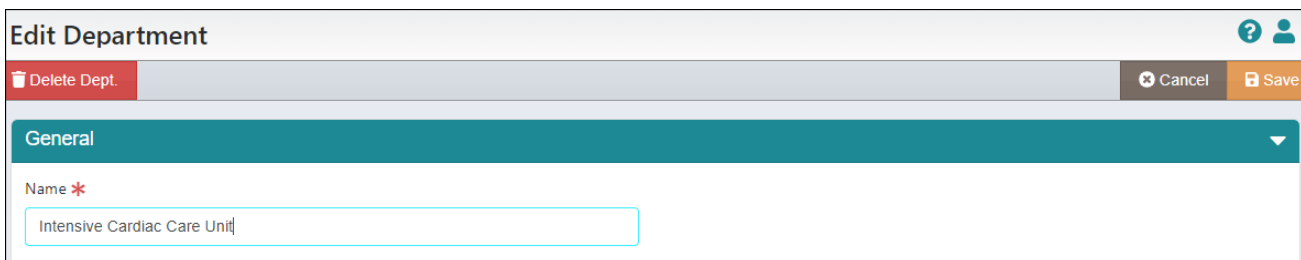 Edit Department
Delete Dept.
Cancel
Save
General
Name *
Intensive Cardiac Care Unit